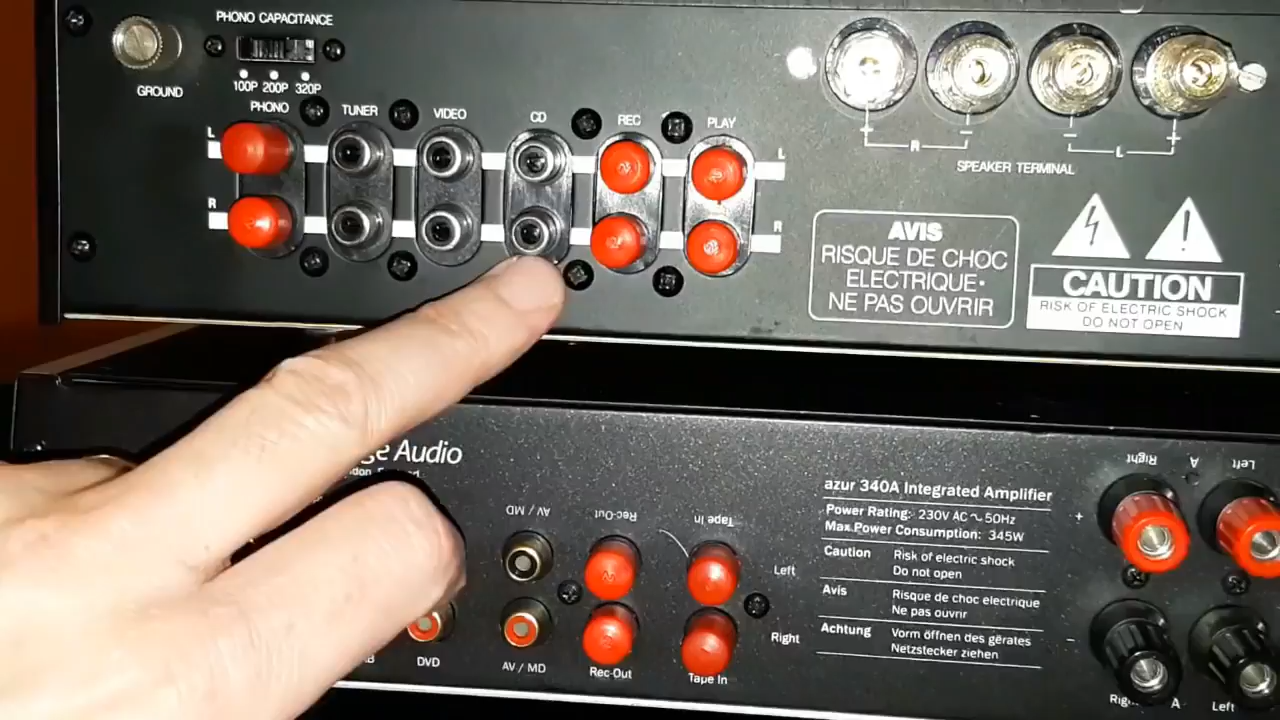 PHONO CAPACITANCE
GROUND
100P 200P 320P
PHONO TUNER VIDEO CD REC PLAY
L L
R R
+ R - - L +
SPEAKER TERMINAL
AVIS
RISQUE DE CHOC
ELECTRIQUE·
NE PAS OUVRIR
CAUTION
RISK OF ELECTRIC SHOCK
DO NOT OPEN
Audio
azur 340A Integrated Amplifier
Power Rating: 230V AC ~ 50Hz
Max Power Consumption: 345W
Caution Risk of electric shock
Do not open
Avis Risque de choc electrique
Ne pas ouvrir
Achtung Vorm öffnen des gerates
Netzstecker ziehen
Right A Left
AV / MD Rec-Out Tape In
Left
Right
+
-
DVD AV / MD Rec-Out Tape In
A Left